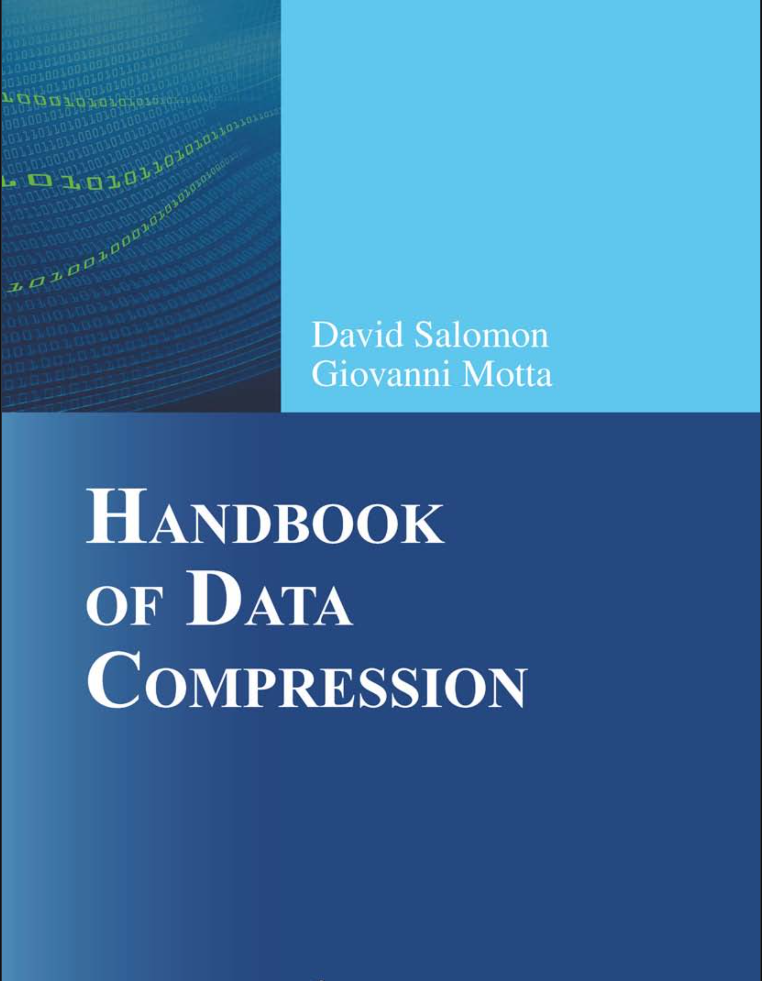 David Salomon
Giovanni Motta
HANDBOOK
OF DATA
COMPRESSION